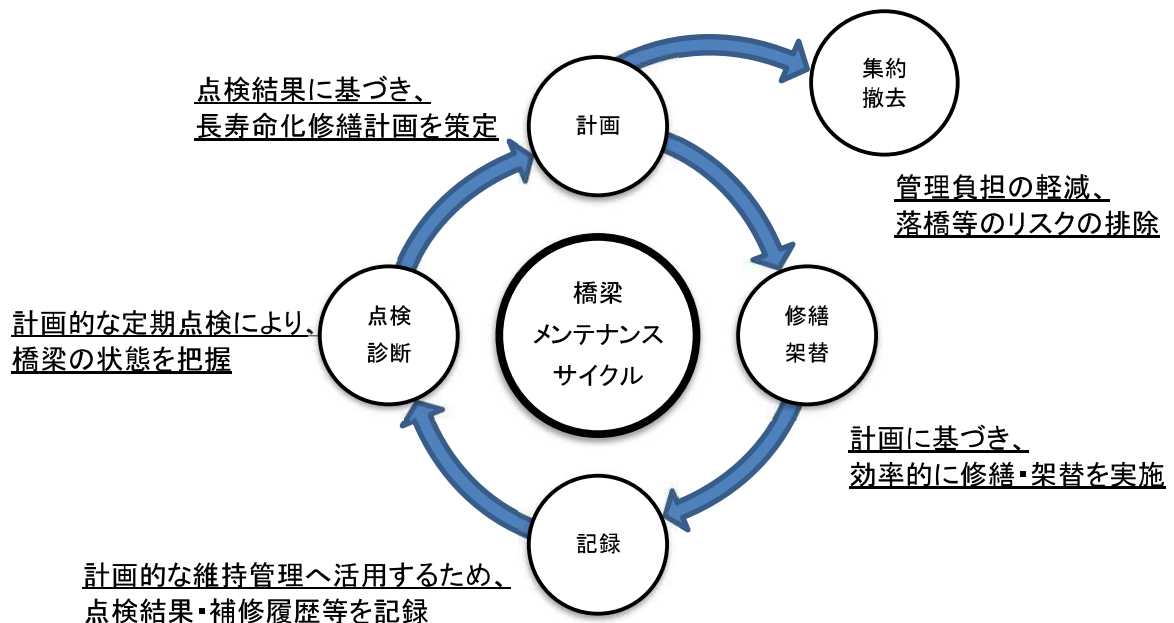 集約
撤去
点検結果に基づき、
長寿命化修繕計画を策定
計画
管理負担の軽減、
落橋等のリスクの排除
橋梁
メンテナンス
サイクル
計画的な定期点検により、
橋梁の状態を把握
点検
診断
修繕
架替
計画に基づき、
効率的に修繕・架替を実施
記録
計画的な維持管理へ活用するため、
点検結果・補修履歴等を記録